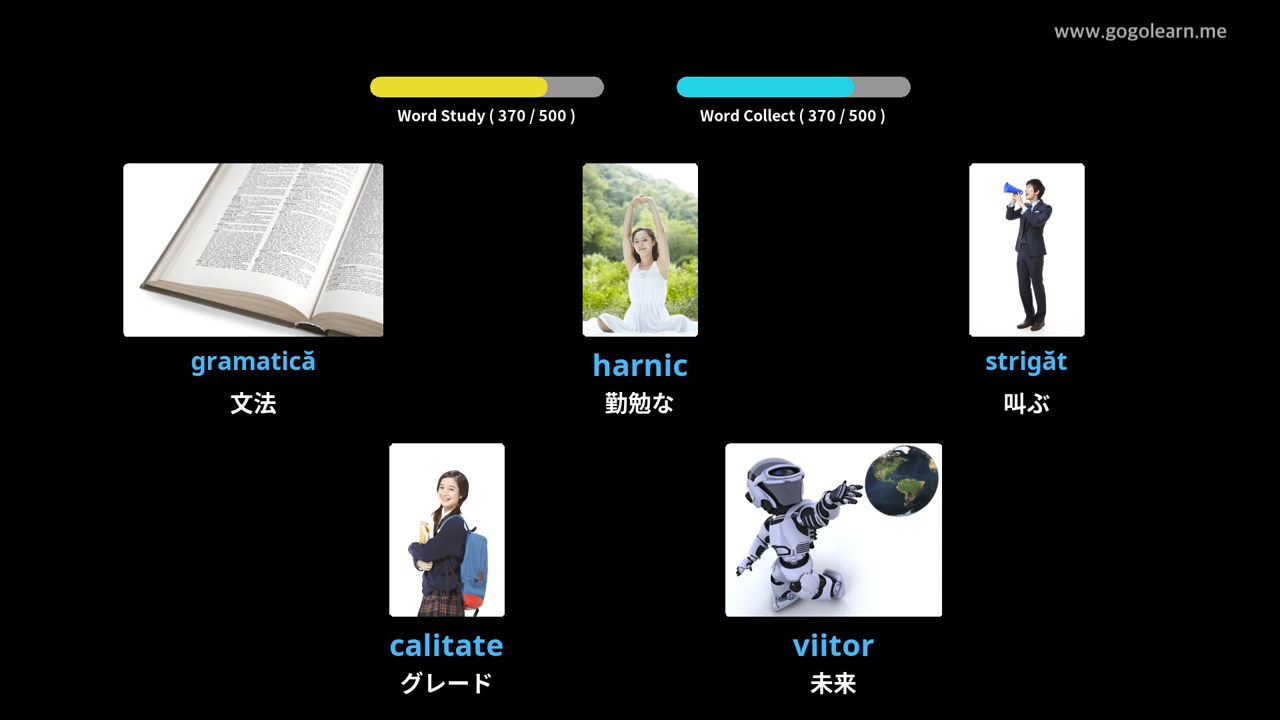 www.gogolearn.me
Word Study ( 370 / 500 )
Word Collect ( 370 / 500 )
gramatică
文法
harnic
勤勉な
strigăt
叫ぶ
calitate
グレード
viitor
未来